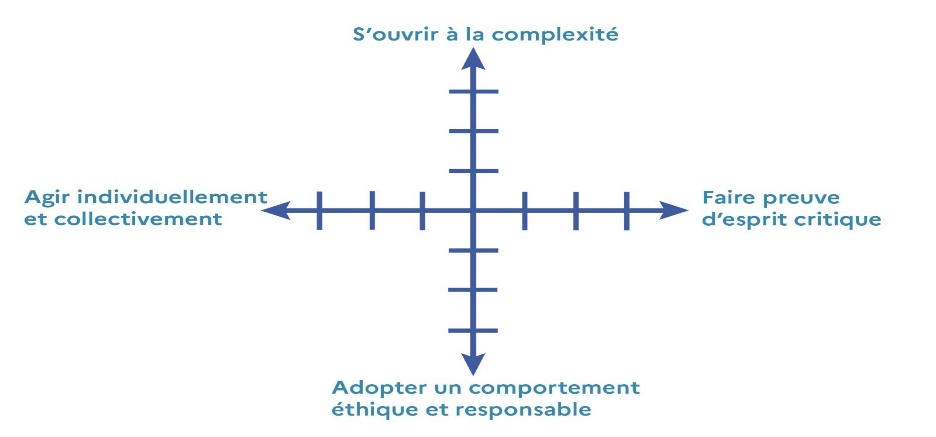 S’ouvrir à la complexité
Agir individuellement
et collectivement
Faire preuve
d’esprit critique
Adopter un comportement
éthique et responsable